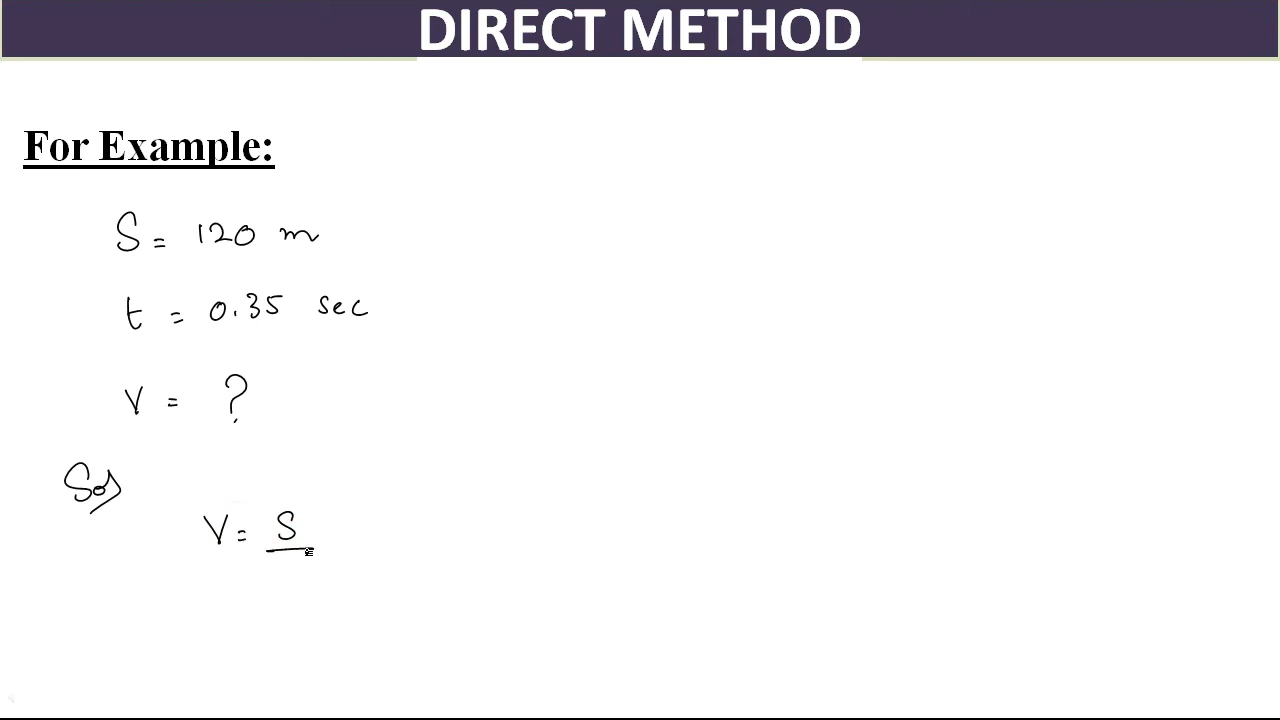 DIRECT METHOD
For Example:
S = 120 m
t = 0.35 sec
V = ?
Sol
V = S